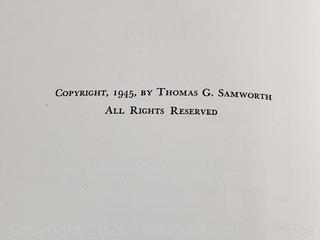 Copyright, 1945, by Thomas G. Samworth
All Rights Reserved